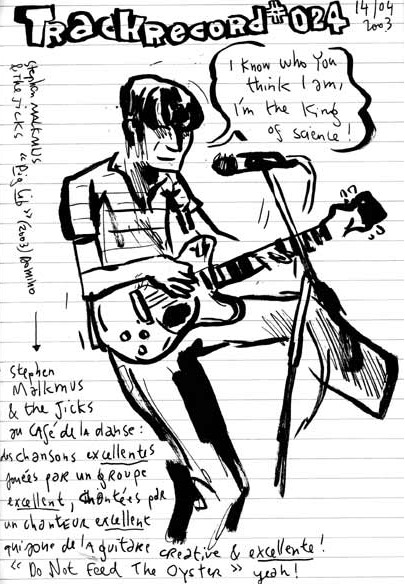 TrackRecord #024
14/04
2003
I know who you
think I am,
I'm the King
of science!
Stephen Malkmus
& the Jicks
« Pig Lib » (2003) Domino
Stephen
Malkmus
& the Jicks
au Café de la danse:
des chansons excellentes
jouées par un groupe
excellent, chantées par
un chanteur excellent
qui joue de la guitare creative & excellente!
« Do Not Feed The Oyster » yeah!